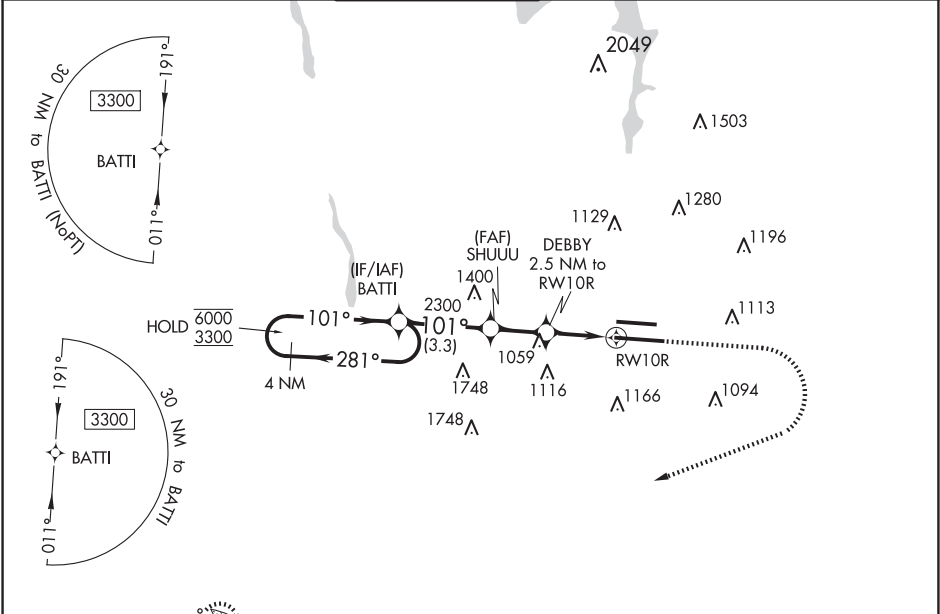 2049
1503
30 NM to BATTI (NoPT)
3300
191°
BATTI
011°
1280
1129
1196
(FAF)
SHUUU
DEBBY
2.5 NM to
RW10R
1400
(IF/IAF)
BATTI
2300
101°
(3.3)
1113
HOLD
6000
3300
101°
281°
4 NM
1059
RW10R
1748
1116
1166
1094
1748
30 NM to BATTI
3300
191°
BATTI
011°